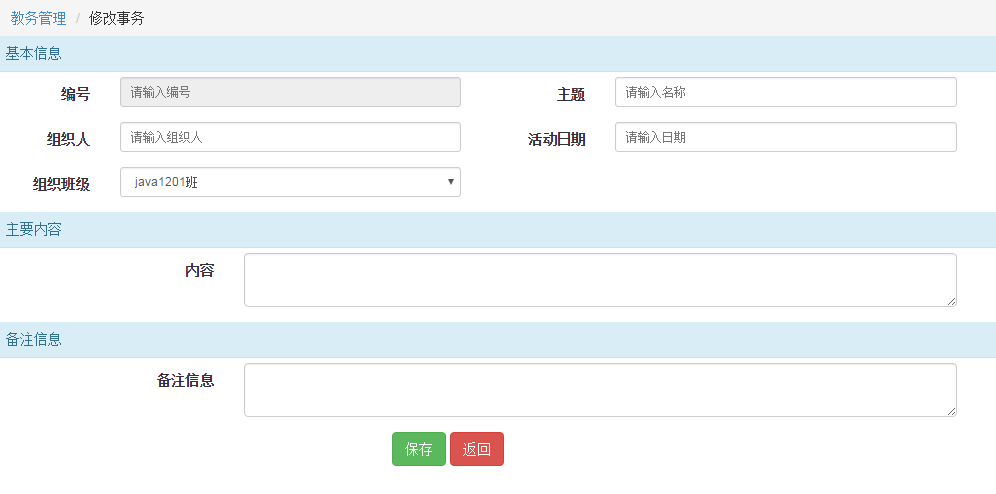 教务管理 / 修改事务
基本信息
编号 请输入编号 主题 请输入名称
组织人 请输入组织人 活动日期 请输入日期
组织班级 java1201班
主要内容
内容
备注信息
备注信息
保存 返回